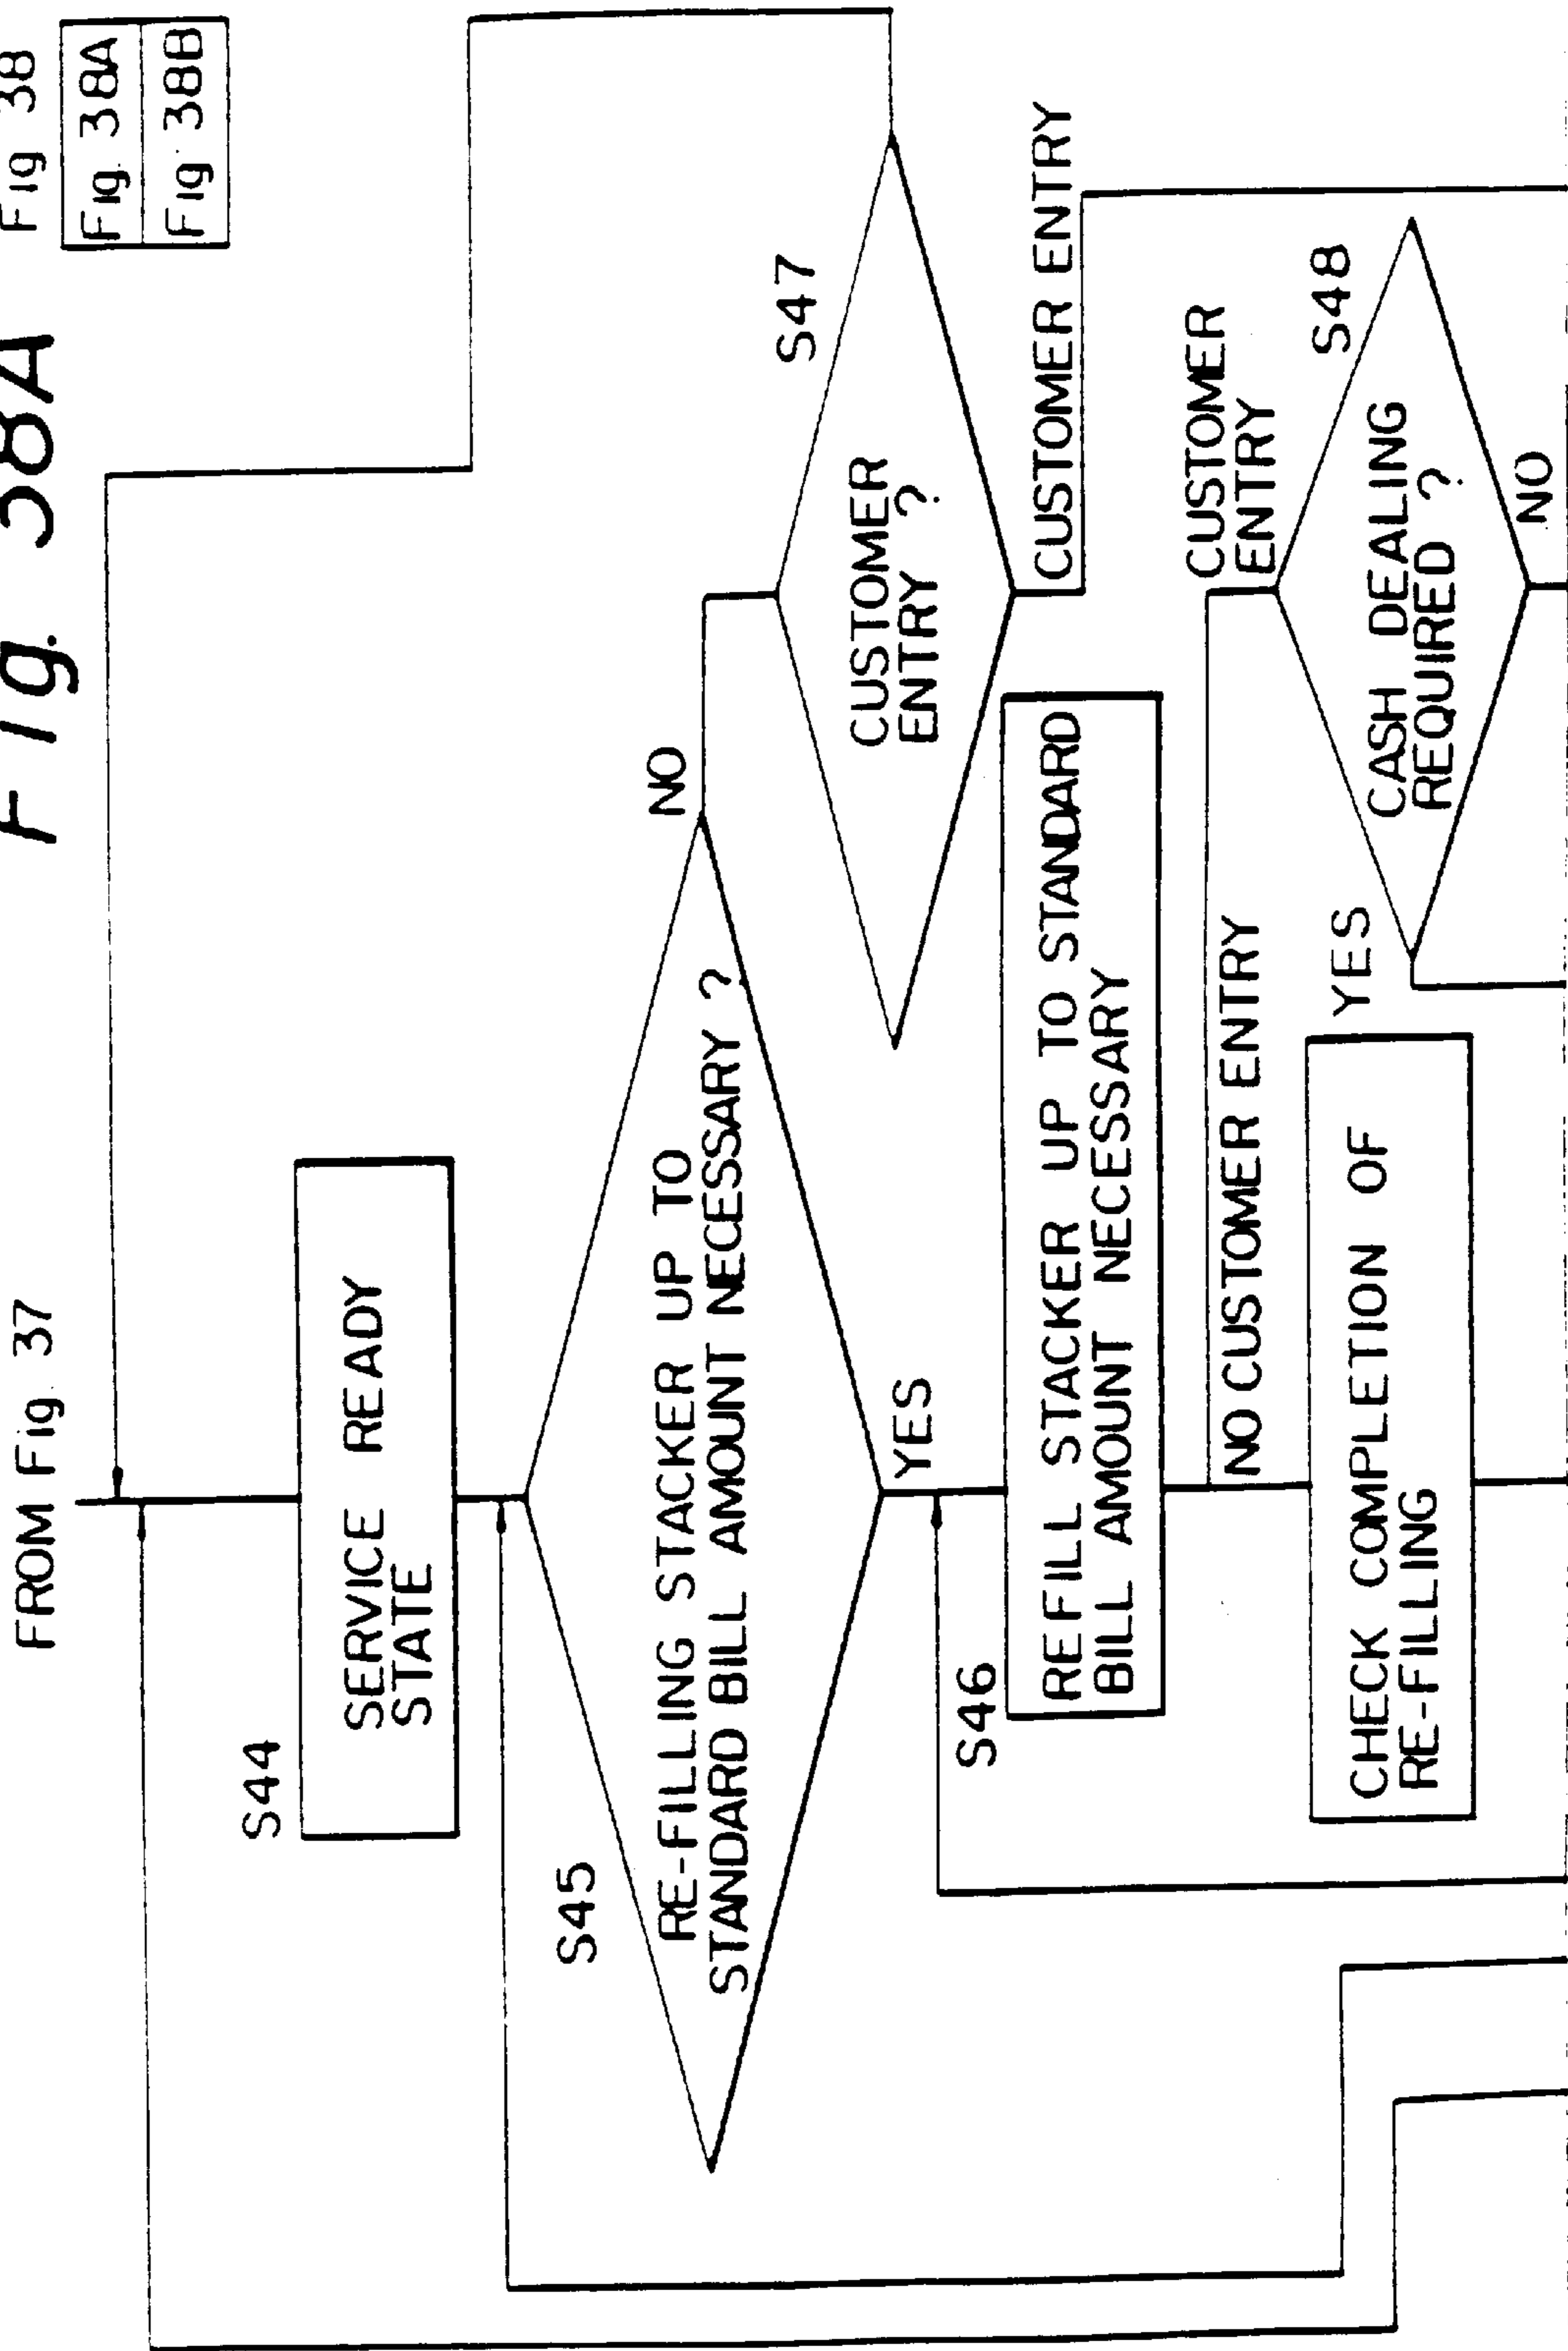 Fig. 38A
Fig 38
Fig. 38A
Fig 38B
FROM Fig 37
S44
SERVICE READY
STATE
S45
RE-FILLING STACKER UP TO
STANDARD BILL AMOUNT NECESSARY ?
NO
YES
S47
CUSTOMER
ENTRY ?
CUSTOMER ENTRY
S46
REFILL STACKER UP TO STANDARD
BILL AMOUNT NECESSARY
NO CUSTOMER ENTRY
CUSTOMER
ENTRY
S48
CASH DEALING
REQUIRED ?
YES
NO
CHECK COMPLETION OF
RE-FILLING